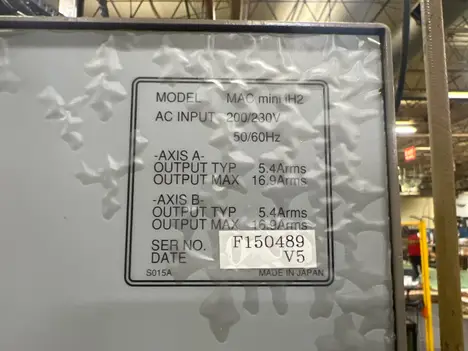 MODEL MAC mini IH2
AC INPUT 200/230V
50/60Hz
-AXIS A-
OUTPUT TYP 5.4Arms
OUTPUT MAX 16.9Arms
-AXIS B-
OUTPUT TYP 5.4Arms
OUTPUT MAX 16.9Arms
SER NO. F150489
DATE V5
S015A MADE IN JAPAN